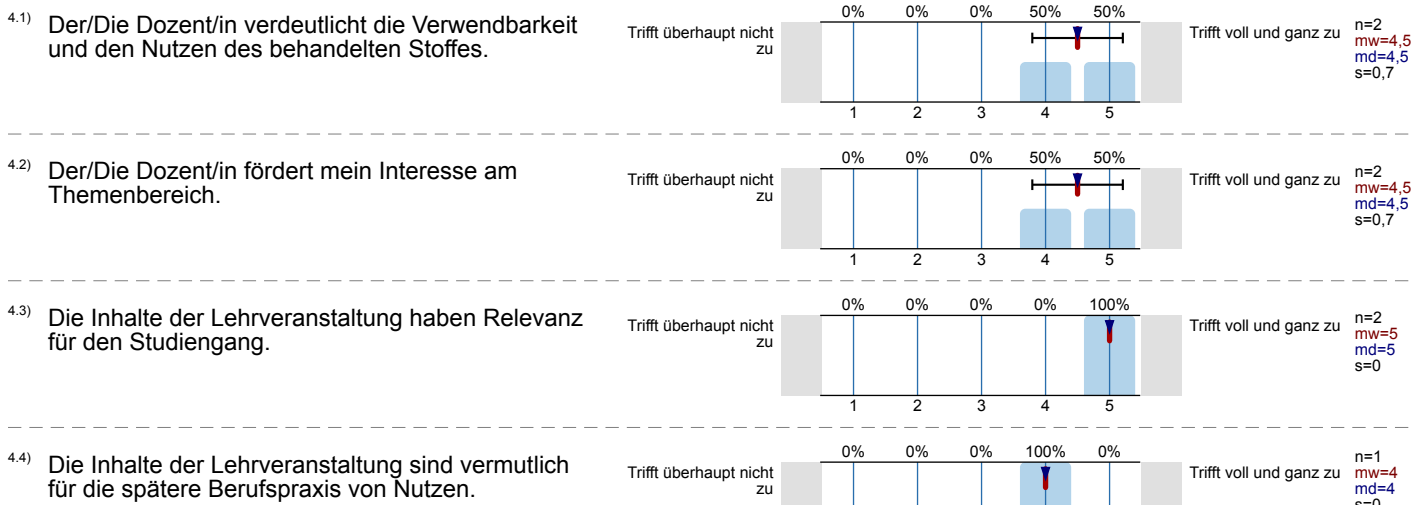 4.1) Der/Die Dozent/in verdeutlicht die Verwendbarkeit
und den Nutzen des behandelten Stoffes.
Trifft überhaupt nicht
zu
0% 0% 0% 50% 50%
1 2 3 4 5
Trifft voll und ganz zu
n=2
mw=4,5
md=4,5
s=0,7
4.2) Der/Die Dozent/in fördert mein Interesse am
Themenbereich.
Trifft überhaupt nicht
zu
0% 0% 0% 50% 50%
1 2 3 4 5
Trifft voll und ganz zu
n=2
mw=4,5
md=4,5
s=0,7
4.3) Die Inhalte der Lehrveranstaltung haben Relevanz
für den Studiengang.
Trifft überhaupt nicht
zu
0% 0% 0% 0% 100%
1 2 3 4 5
Trifft voll und ganz zu
n=2
mw=5
md=5
s=0
4.4) Die Inhalte der Lehrveranstaltung sind vermutlich
für die spätere Berufspraxis von Nutzen.
Trifft überhaupt nicht
zu
0% 0% 0% 100% 0%
Trifft voll und ganz zu
n=1
mw=4
md=4
s=0